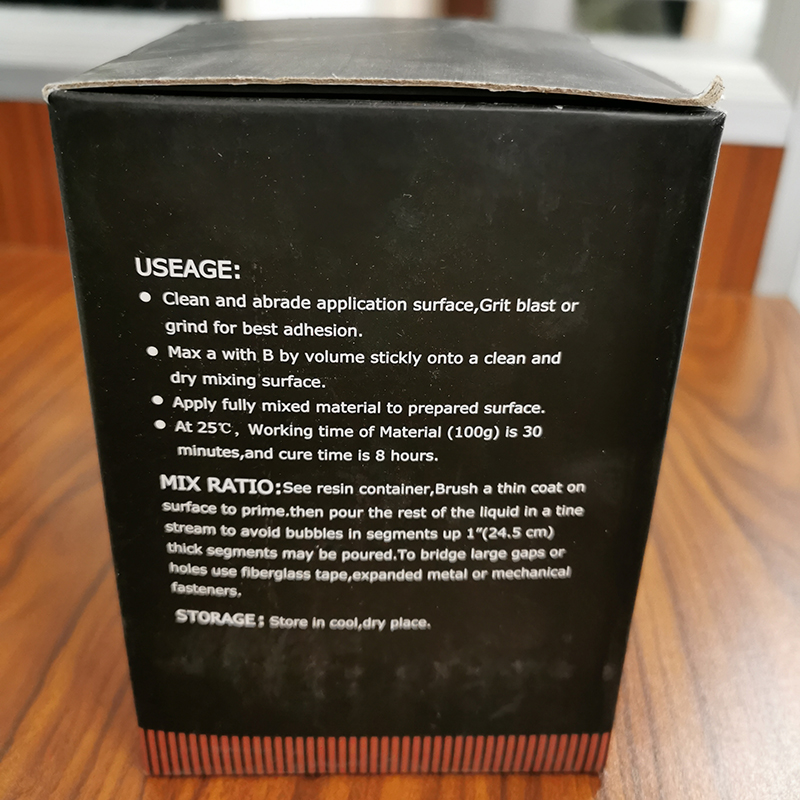 USEAGE:
● Clean and abrade application surface,Grit blast or
grind for best adhesion.
● Max a with B by volume stickly onto a clean and
dry mixing surface.
● Apply fully mixed material to prepared surface.
● At 25℃, Working time of Material (100g) is 30
minutes,and cure time is 8 hours.
MIX RATIO:See resin container,Brush a thin coat on
surface to prime.then pour the rest of the liquid in a tine
stream to avoid bubbles in segments up 1"(24.5 cm)
thick segments may be poured.To bridge large gaps or
holes use fiberglass tape,expanded metal or mechanical
fasteners.
STORAGE: Store in cool,dry place.